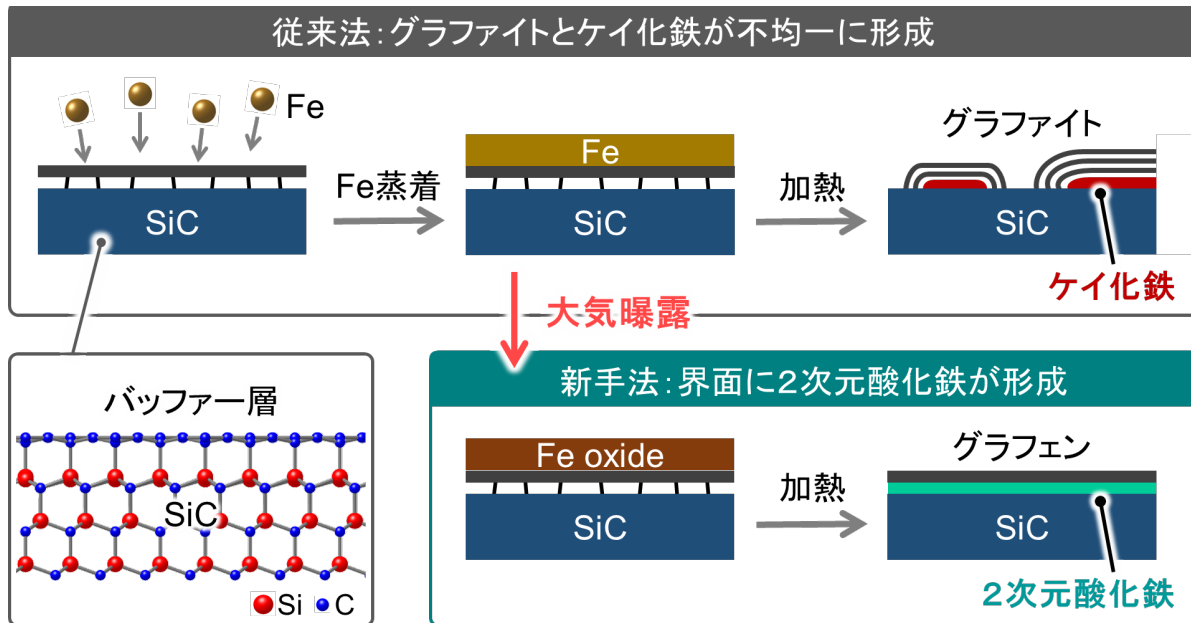 従来法：グラファイトとケイ化鉄が不均一に形成
Fe
SiC
Fe蒸着
Fe
SiC
加熱
グラファイト
SiC
ケイ化鉄
大気曝露
バッファー層
SiC
Si C
新手法：界面に２次元酸化鉄が形成
Fe oxide
SiC
加熱
グラフェン
SiC
２次元酸化鉄